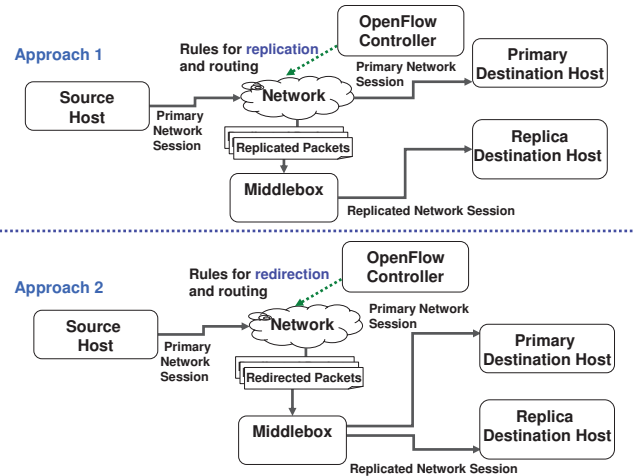 OpenFlow
Controller
Approach 1
Rules for replication
and routing
Primary Network
Session
Primary
Destination Host
Source
Host
Network
Primary
Network
Session
Replicated Packets
Replica
Destination Host
Middlebox
Replicated Network Session
OpenFlow
Controller
Approach 2
Rules for redirection
and routing
Primary Network
Session
Source
Host
Network
Primary
Network
Session
Primary
Destination Host
Redirected Packets
Middlebox
Replica
Destination Host
Replicated Network Session